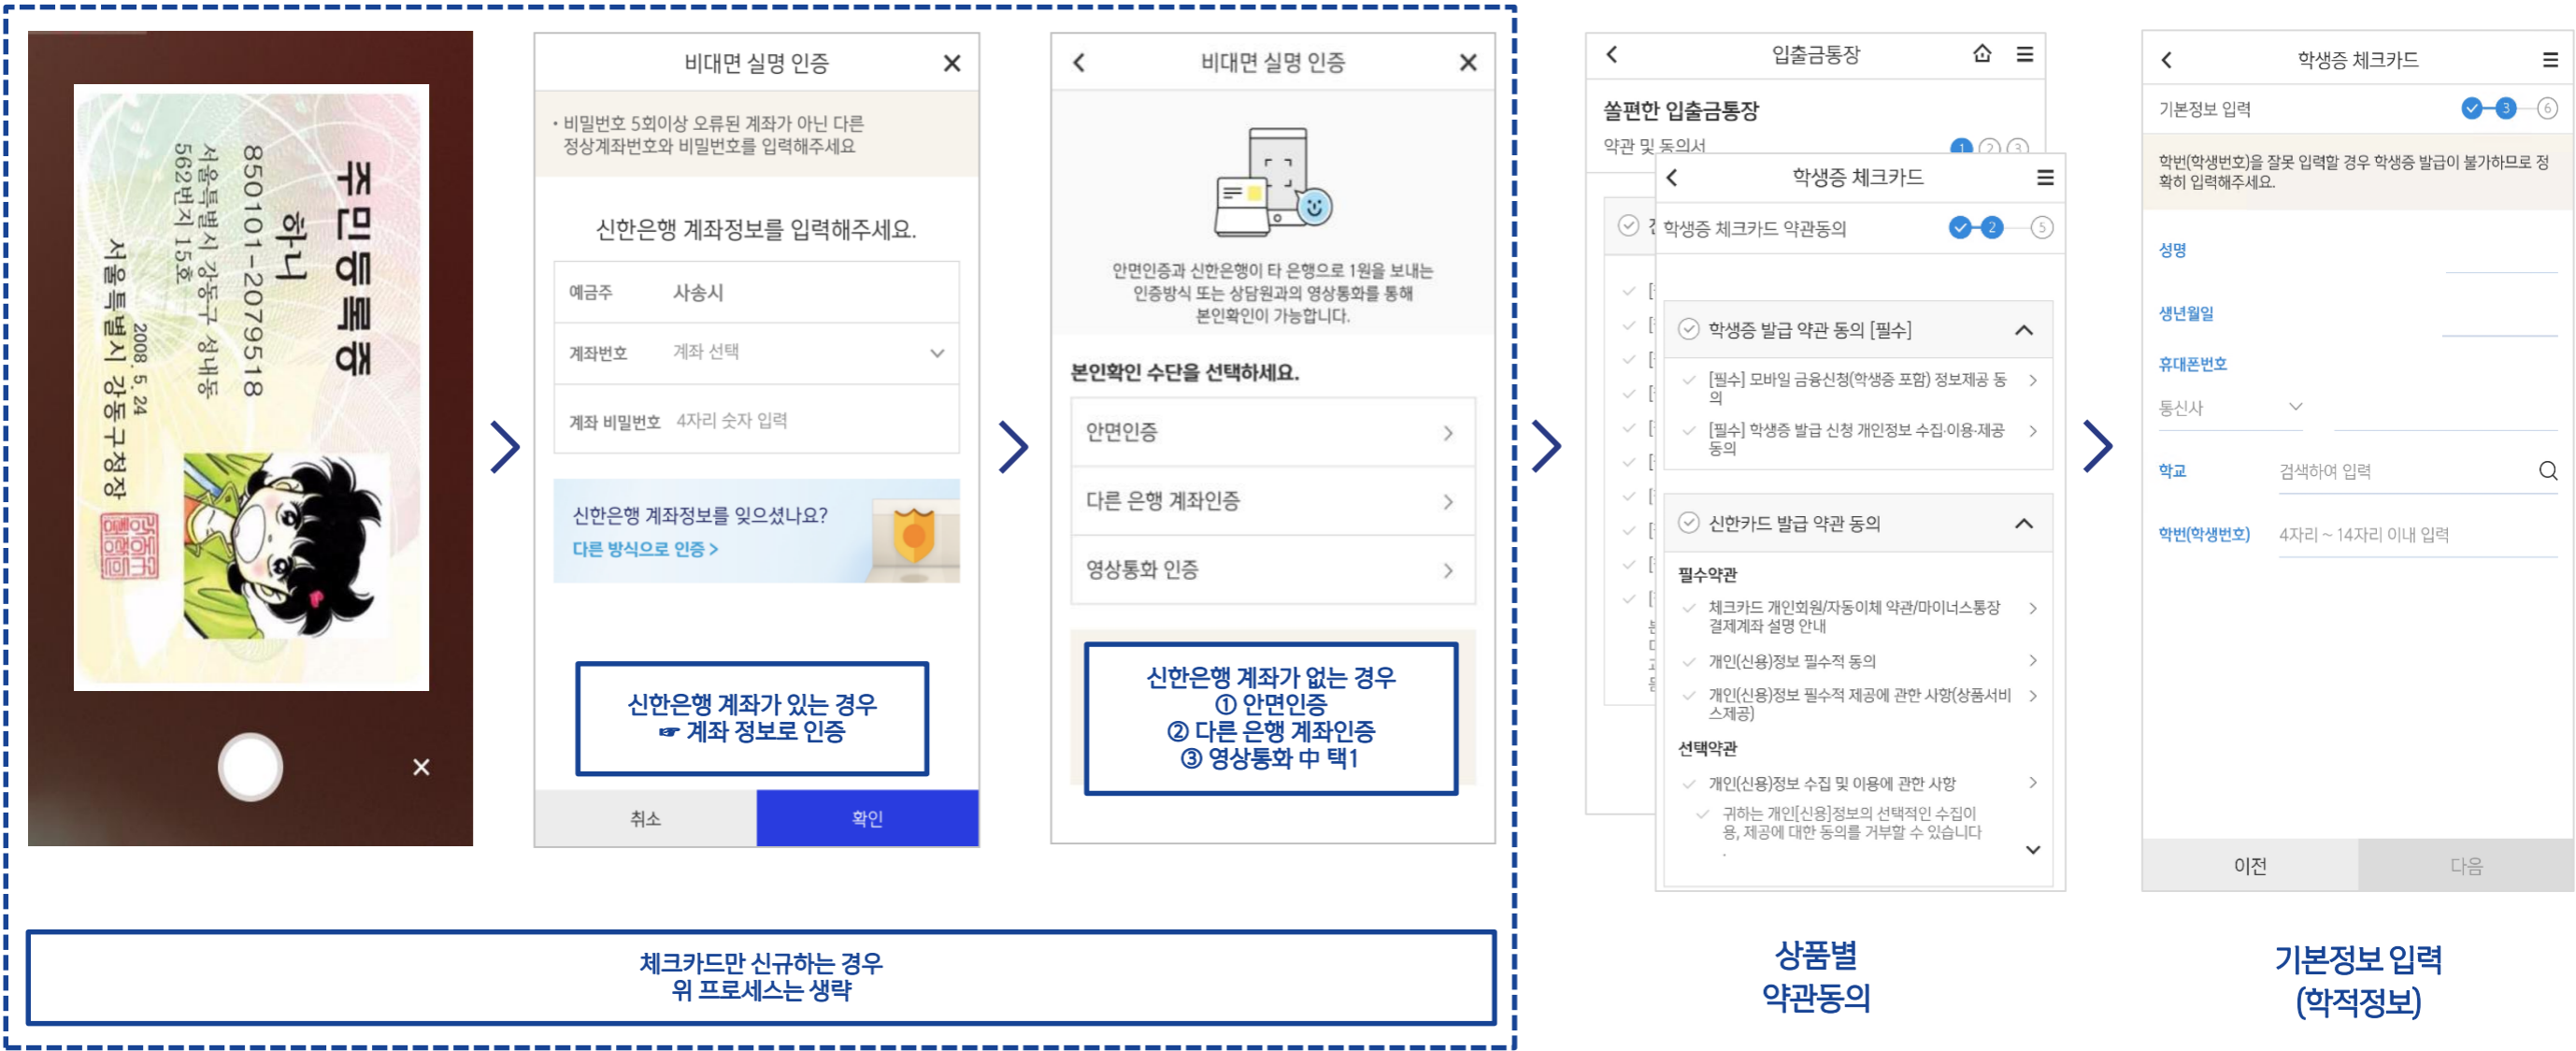 주민등록증
하니
850101-2079518
서울특별시 강동구 성내동
562번지 15호
2008. 5. 24
서울특별시 강동구청장
비대면 실명 인증
• 비밀번호 5회이상 오류된 계좌가 아닌 다른
정상계좌번호와 비밀번호를 입력해주세요
신한은행 계좌정보를 입력해주세요.
예금주 사송시
계좌번호 계좌 선택
계좌 비밀번호 4자리 숫자 입력
신한은행 계좌정보를 잊으셨나요?
다른 방식으로 인증 >
신한은행 계좌가 있는 경우
☞ 계좌 정보로 인증
취소 확인
비대면 실명 인증
안면인증과 신한은행이 타 은행으로 1원을 보내는
인증방식 또는 상담원과의 영상통화를 통해
본인확인이 가능합니다.
본인확인 수단을 선택하세요.
안면인증
다른 은행 계좌인증
영상통화 인증
신한은행 계좌가 없는 경우
① 안면인증
② 다른 은행 계좌인증
③ 영상통화 中 택1
체크카드만 신규하는 경우
위 프로세스는 생략
입출금통장
쏠편한 입출금통장
약관 및 동의서
1 2 3
학생증 체크카드
학생증 체크카드 약관동의
2 5
학생증 발급 약관 동의 [필수]
[필수] 모바일 금융신청(학생증 포함) 정보제공 동
의
[필수] 학생증 발급 신청 개인정보 수집·이용·제공
동의
신한카드 발급 약관 동의
필수약관
체크카드 개인회원/자동이체 약관/마이너스통장
결제계좌 설명 안내
개인(신용)정보 필수적 동의
개인(신용)정보 필수적 제공에 관한 사항(상품서비
스제공)
선택약관
개인(신용)정보 수집 및 이용에 관한 사항
귀하는 개인[신용]정보의 선택적인 수집이
용, 제공에 대한 동의를 거부할 수 있습니다
.
상품별
약관동의
학생증 체크카드
기본정보 입력
3 6
학번(학생번호)을 잘못 입력할 경우 학생증 발급이 불가하므로 정
확히 입력해주세요.
성명
생년월일
휴대폰번호
통신사
학교 검색하여 입력
학번(학생번호) 4자리 ~ 14자리 이내 입력
이전 다음
기본정보 입력
(학적정보)